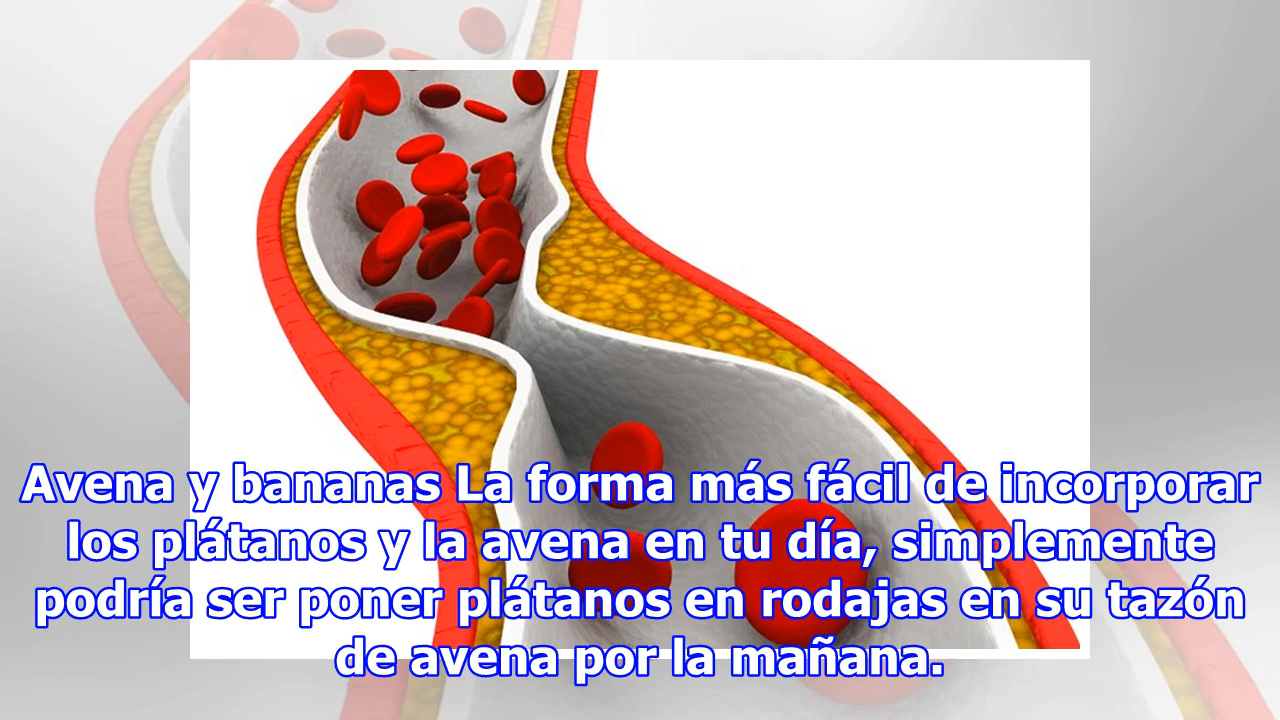 Avena y bananas La forma más fácil de incorporar
los plátanos y la avena en tu día, simplemente
podría ser poner plátanos en rodajas en su tazón
de avena por la mañana.